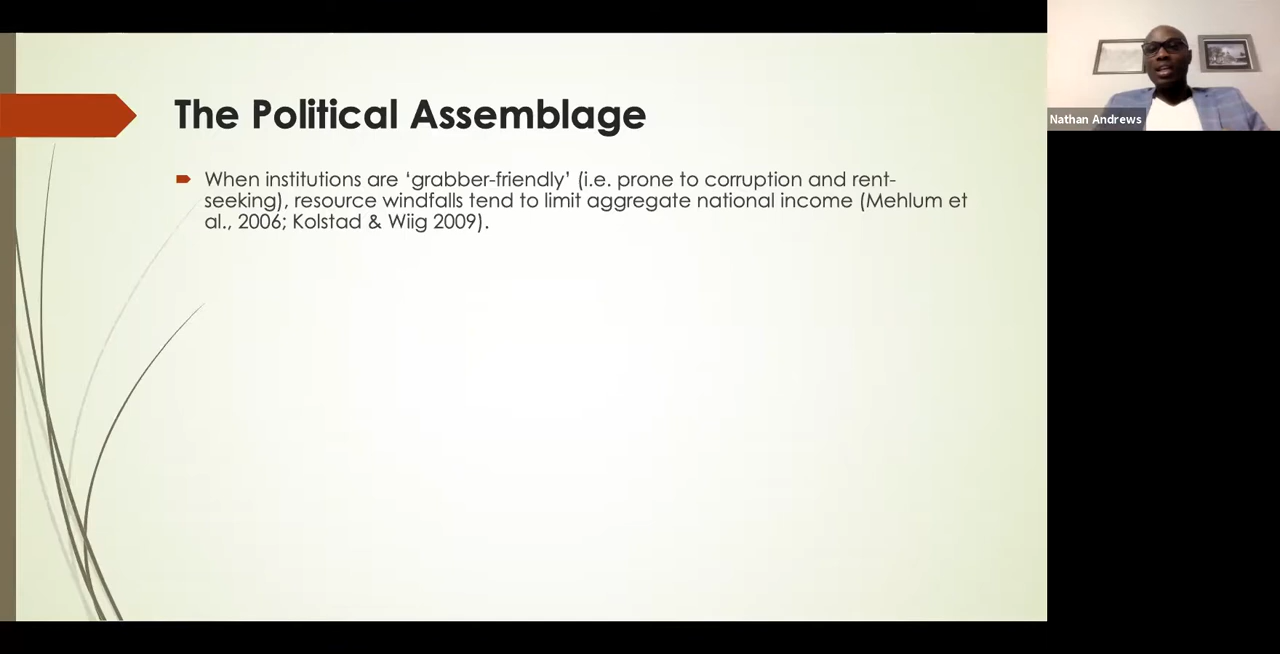 The Political Assemblage
When institutions are ‘grabber-friendly’ (i.e. prone to corruption and rent-
seeking), resource windfalls tend to limit aggregate national income (Mehlum et
al., 2006; Kolstad & Wiig 2009).
Nathan Andrews